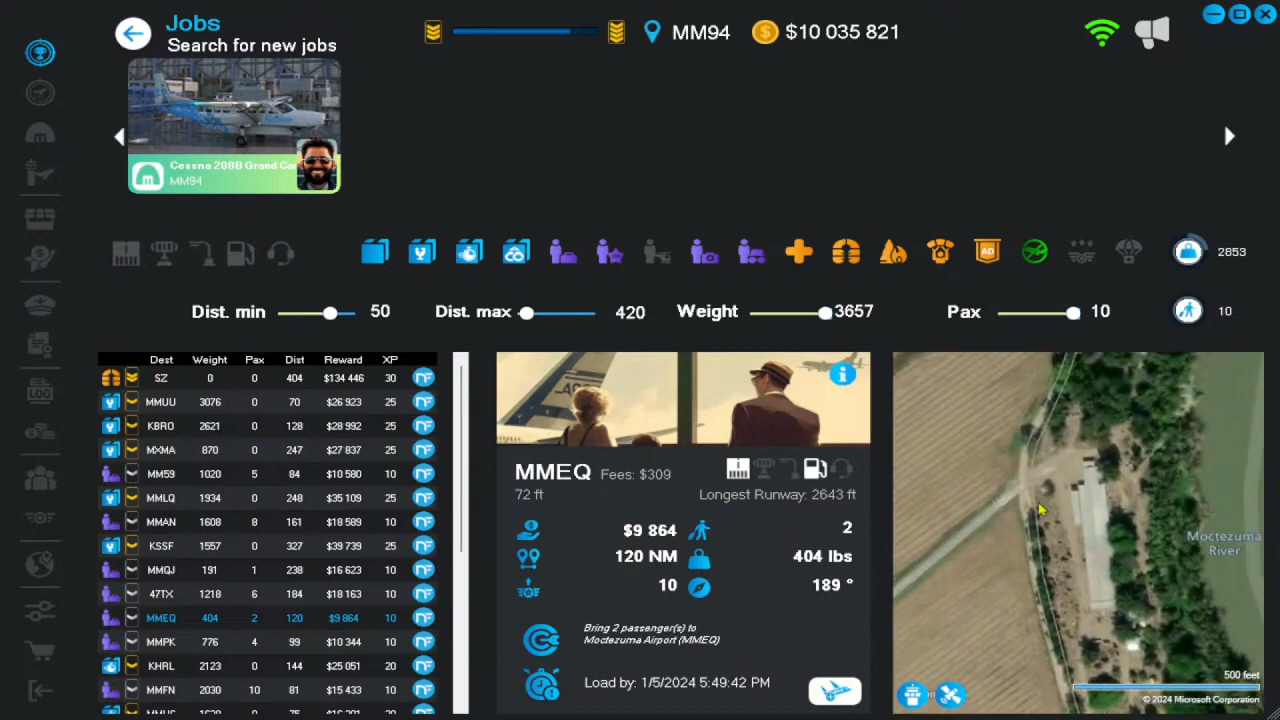 Jobs
Search for new jobs
MM94 $10 035 821
Cessna 208B Grand Car
MM94
AD
2853
Dist. min 50 Dist. max 420 Weight 3657 Pax 10
10
Dest Weight Pax Dist Reward XP
SZ 0 0 404 $134 446 30
MMUU 3076 0 70 $26 923 25
KBRO 2621 0 128 $28 992 25
MXMA 870 0 247 $27 837 25
MM59 1020 5 84 $10 580 10
MMLQ 1934 0 248 $35 109 25
MMAN 1608 8 161 $18 589 10
KSSF 1557 0 327 $39 739 25
MMQJ 191 1 238 $16 623 10
47TX 1218 6 184 $18 163 10
MMEQ 404 2 120 $9 864 10
MMPK 776 4 99 $10 344 10
KHRL 2123 0 144 $25 051 20
MMFN 2030 10 81 $15 433 10
MMEQ Fees: $309
72 ft Longest Runway: 2643 ft
$9 864 2
120 NM 404 lbs
10 189 °
Bring 2 passenger(s) to
Moctezuma Airport (MMEQ)
Load by: 1/5/2024 5:49:42 PM
Moctezuma
River
500 feet
© 2024 Microsoft Corporation
LOG